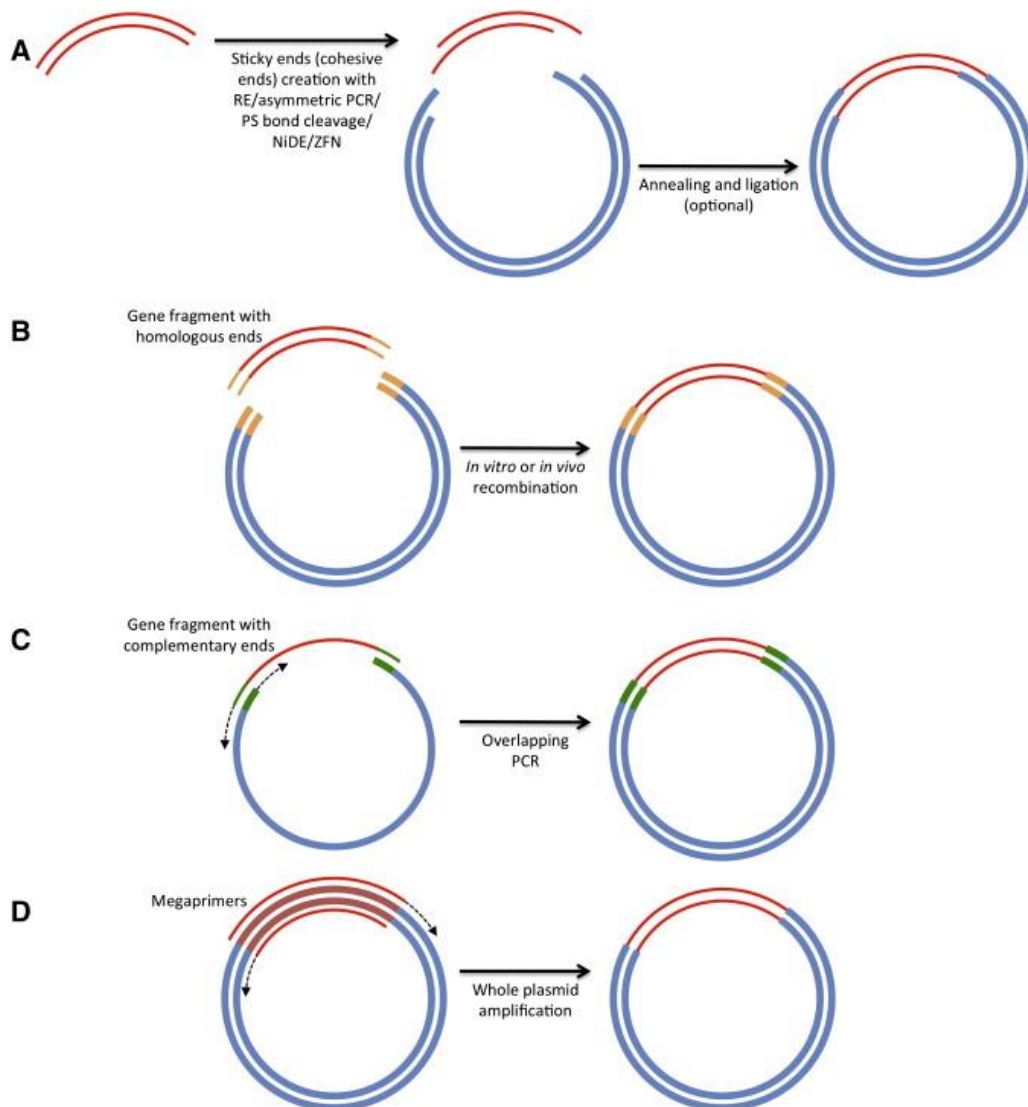 A
Sticky ends (cohesive
ends) creation with
RE/asymmetric PCR/
PS bond cleavage/
NiDE/ZFN
Annealing and ligation
(optional)
B
Gene fragment with
homologous ends
In vitro or in vivo
recombination
C
Gene fragment with
complementary ends
Overlapping
PCR
D
Megaprimers
Whole plasmid
amplification